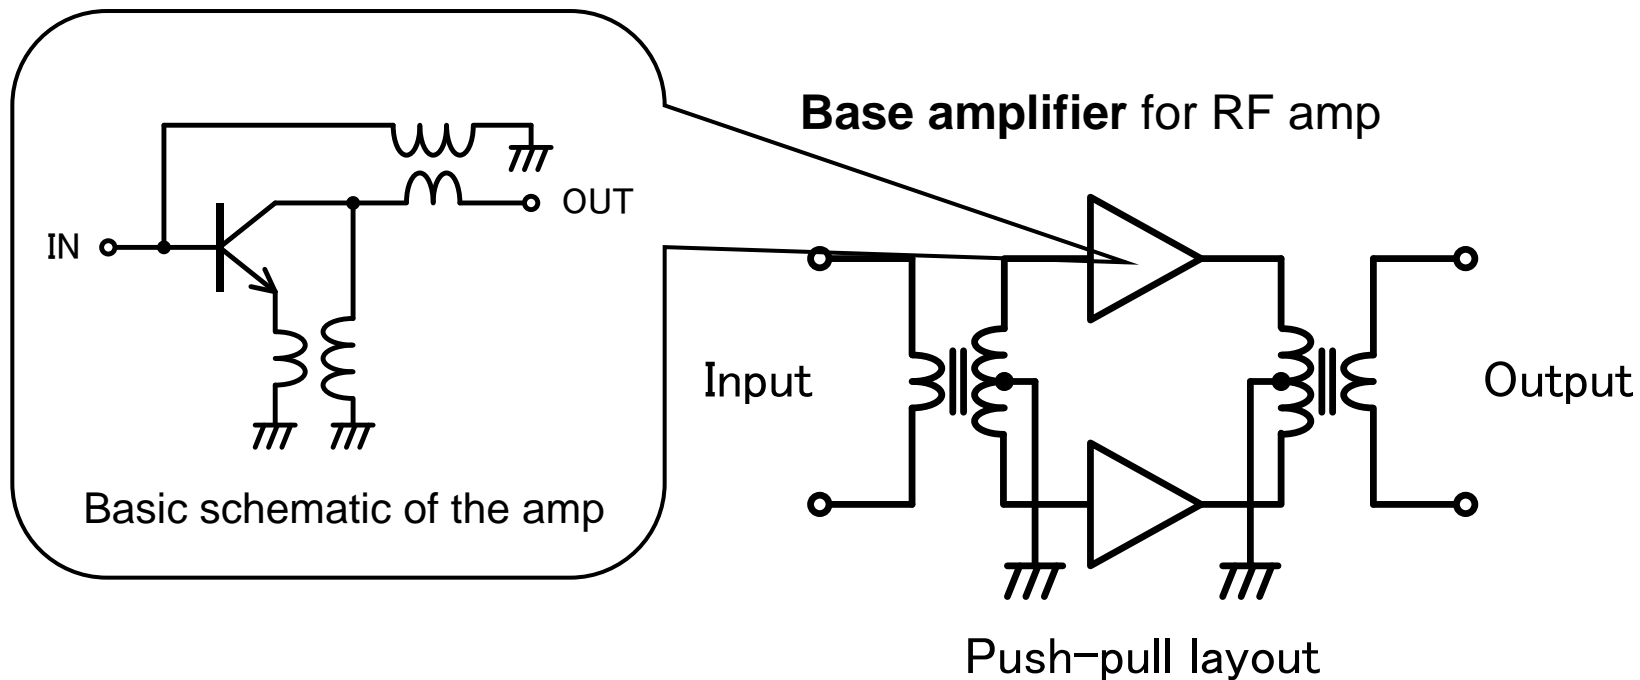 Base amplifier for RF amp
OUT
IN
Input
Output
Basic schematic of the amp
Push-pull layout